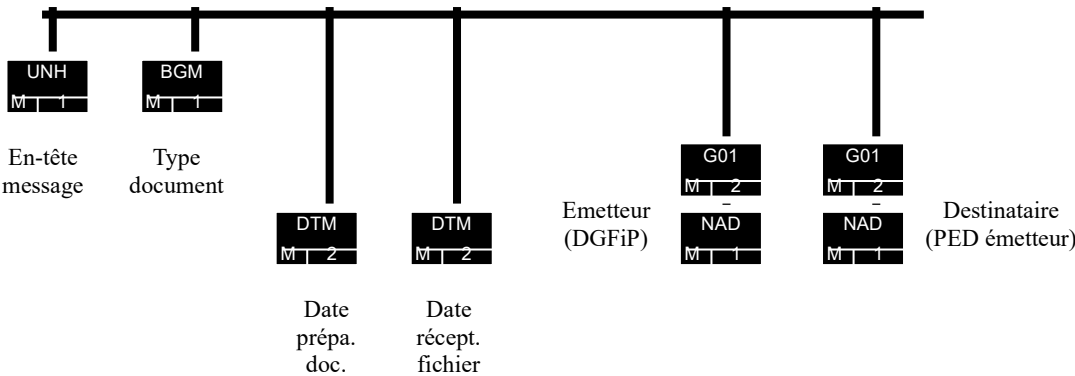 UNH
M 1
En-tête
message
BGM
M 1
Type
document
DTM
M 2
Date
prépa.
doc.
DTM
M 2
Date
récept.
fichier
Emetteur
(DGFiP)
G01
M 2
NAD
M 1
G01
M 2
NAD
M 1
Destinataire
(PED émetteur)